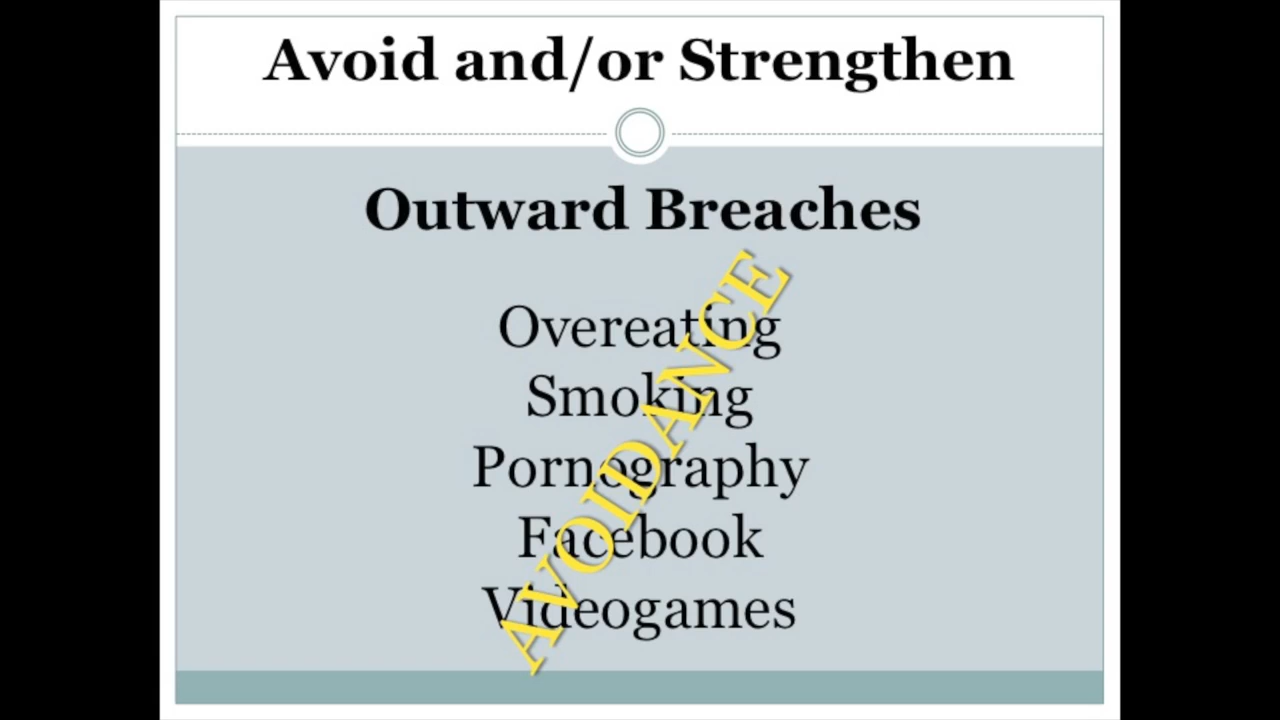 Avoid and/or Strengthen
Outward Breaches
Overeating
Smoking
Pornography
Facebook
Videogames
AVOIDANCE